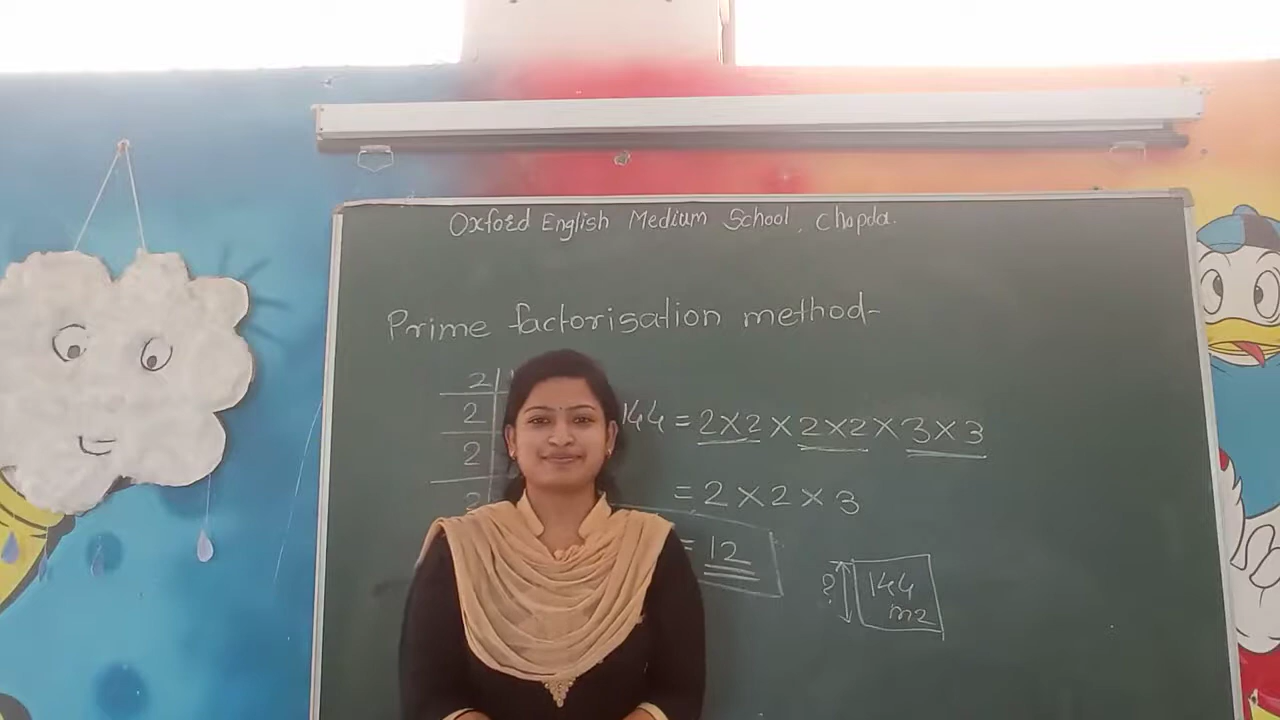 Oxford English Medium School, Chopda.
Prime factorisation method-
2
2
2
2
144 = 2×2×2×2×3×3
= 2×2×3
= 12
? 144
m2